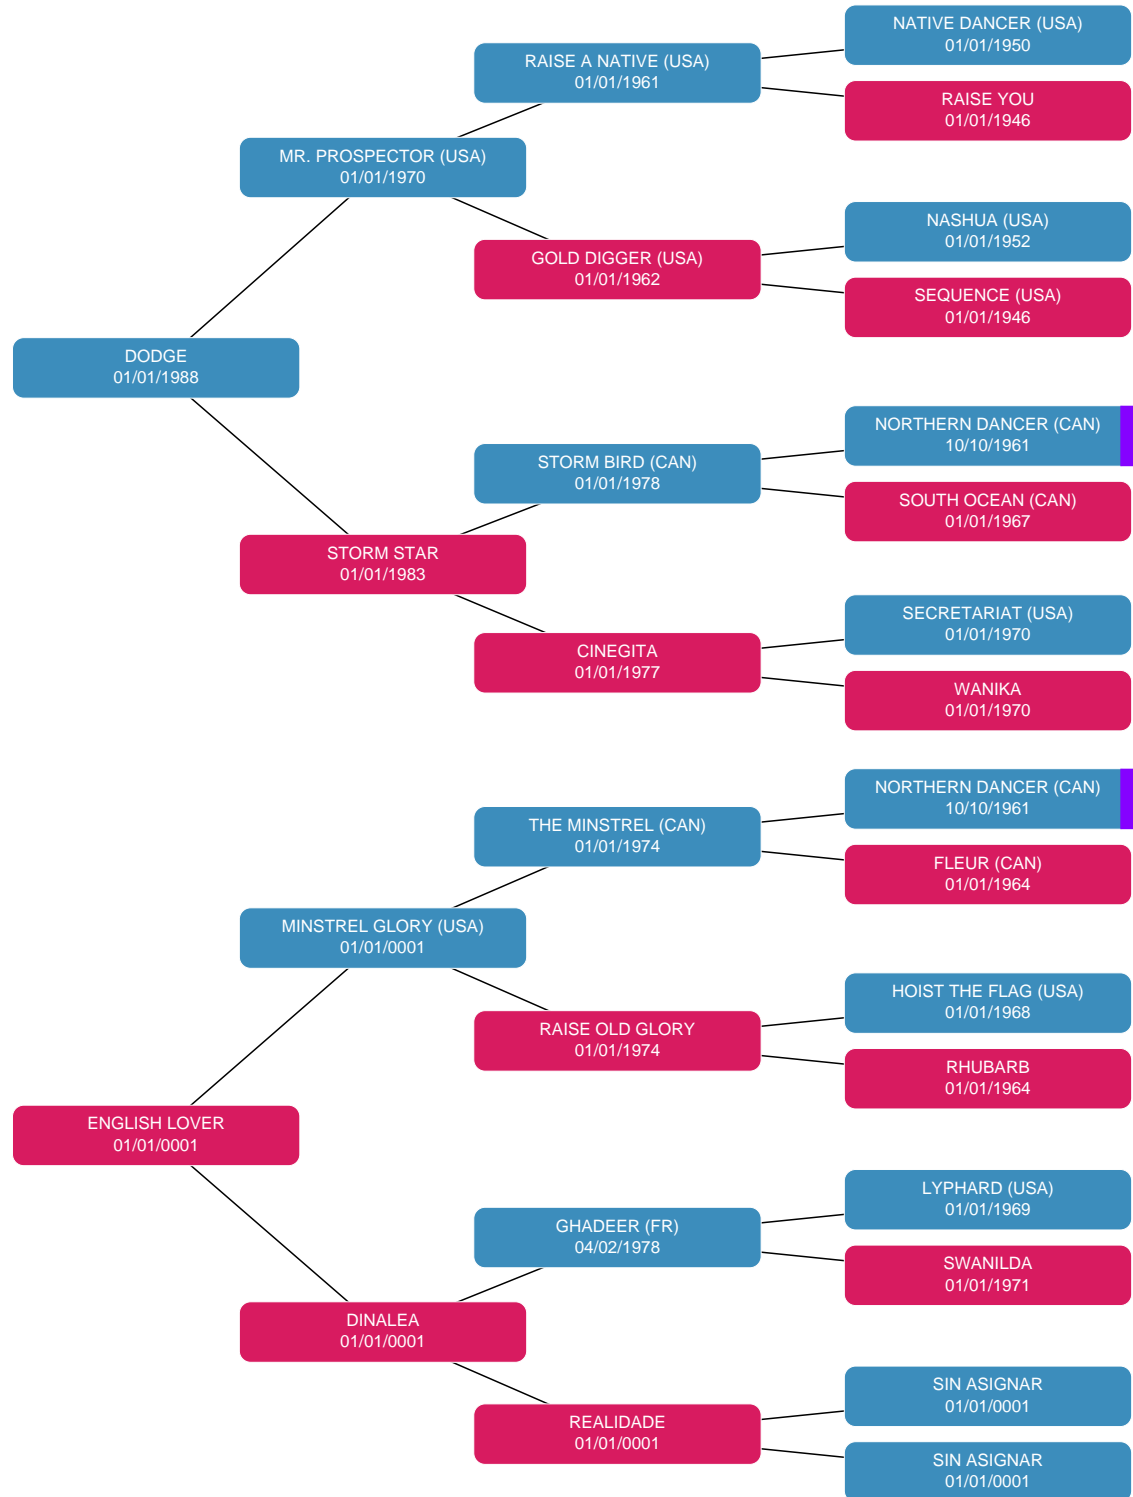 NATIVE DANCER (USA)
01/01/1950
RAISE A NATIVE (USA)
01/01/1961
RAISE YOU
01/01/1946
MR. PROSPECTOR (USA)
01/01/1970
NASHUA (USA)
01/01/1952
GOLD DIGGER (USA)
01/01/1962
SEQUENCE (USA)
01/01/1946
DODGE
01/01/1988
NORTHERN DANCER (CAN)
10/10/1961
STORM BIRD (CAN)
01/01/1978
SOUTH OCEAN (CAN)
01/01/1967
STORM STAR
01/01/1983
SECRETARIAT (USA)
01/01/1970
CINEGITA
01/01/1977
WANIKA
01/01/1970
NORTHERN DANCER (CAN)
10/10/1961
THE MINSTREL (CAN)
01/01/1974
FLEUR (CAN)
01/01/1964
MINSTREL GLORY (USA)
01/01/0001
HOIST THE FLAG (USA)
01/01/1968
RAISE OLD GLORY
01/01/1974
RHUBARB
01/01/1964
ENGLISH LOVER
01/01/0001
LYPHARD (USA)
01/01/1969
GHADEER (FR)
04/02/1978
SWANILDA
01/01/1971
DINALEA
01/01/0001
SIN ASIGNAR
01/01/0001
REALIDADE
01/01/0001
SIN ASIGNAR
01/01/0001